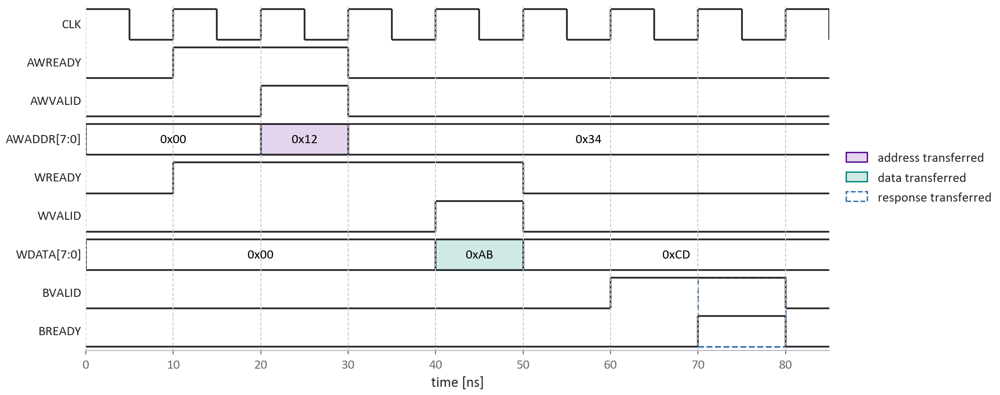 CLK
AWREADY
AWVALID
AWADDR[7:0]
0x00
0x12
0x34
WREADY
WVALID
WDATA[7:0]
0x00
0xAB
0xCD
BVALID
BREADY
0 10 20 30 40 50 60 70 80
time [ns]
address transferred
data transferred
response transferred